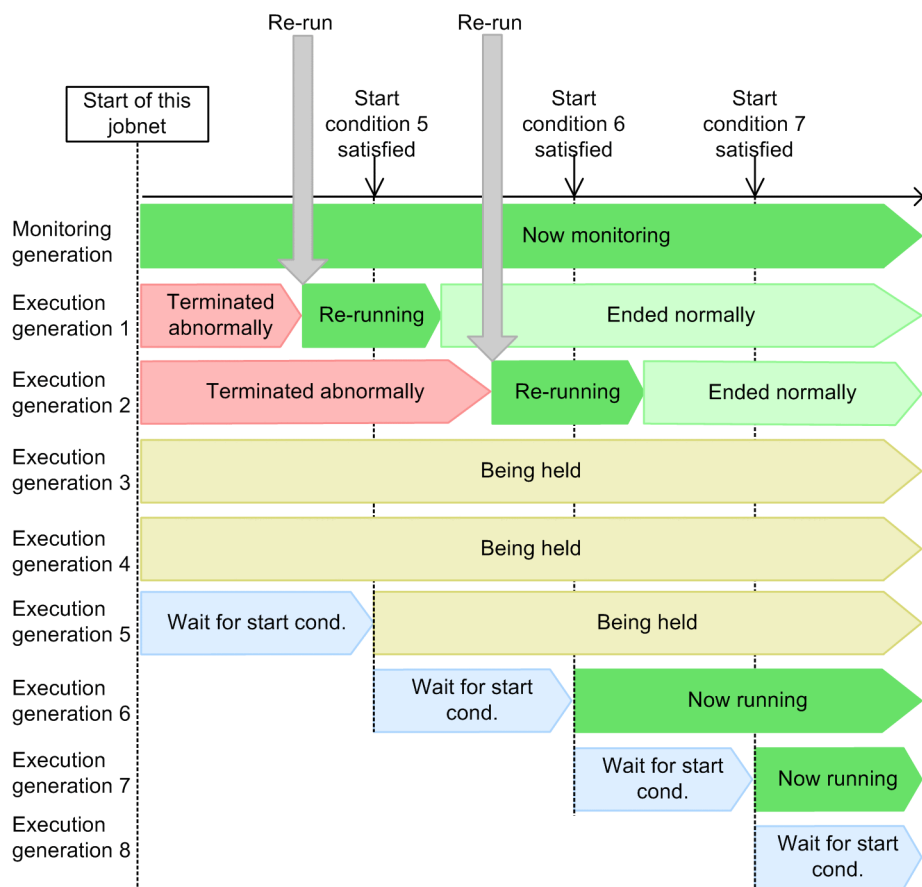 Re-run
Re-run
Start of this
jobnet
Start
condition 5
satisfied
Start
condition 6
satisfied
Start
condition 7
satisfied
Monitoring
generation
Now monitoring
Execution
generation 1
Terminated
abnormally
Re-running
Ended normally
Execution
generation 2
Terminated abnormally
Re-running
Ended normally
Execution
generation 3
Being held
Execution
generation 4
Being held
Execution
generation 5
Wait for start cond.
Being held
Execution
generation 6
Wait for start
cond.
Now running
Execution
generation 7
Wait for start
cond.
Now running
Execution
generation 8
Wait for start
cond.